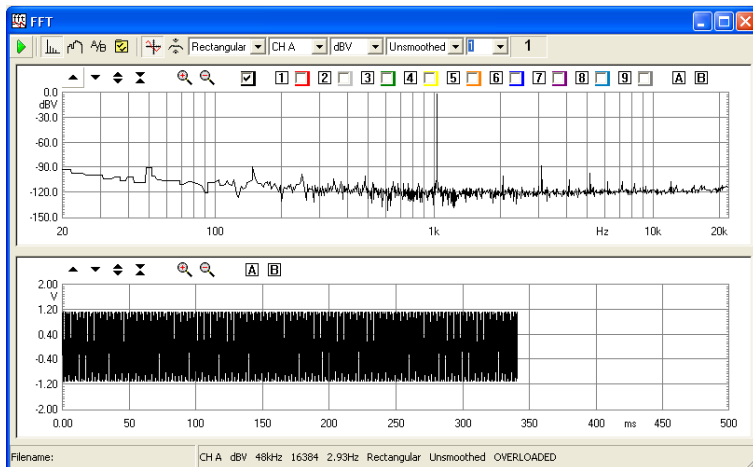 FFT
A/B Rectangular CH A dBV Unsmoothed 1 1
1 2 3 4 5 6 7 8 9 A B
0.0
dBV
-30.0
-60.0
-90.0
-120.0
-150.0
20 100 1k Hz 10k 20k
A B
2.00
V
1.20
0.40
-0.40
-1.20
-2.00
0.00 50 100 150 200 250 300 350 400 450 ms 500
Filename: CH A dBV 48kHz 16384 2.93Hz Rectangular Unsmoothed OVERLOADED